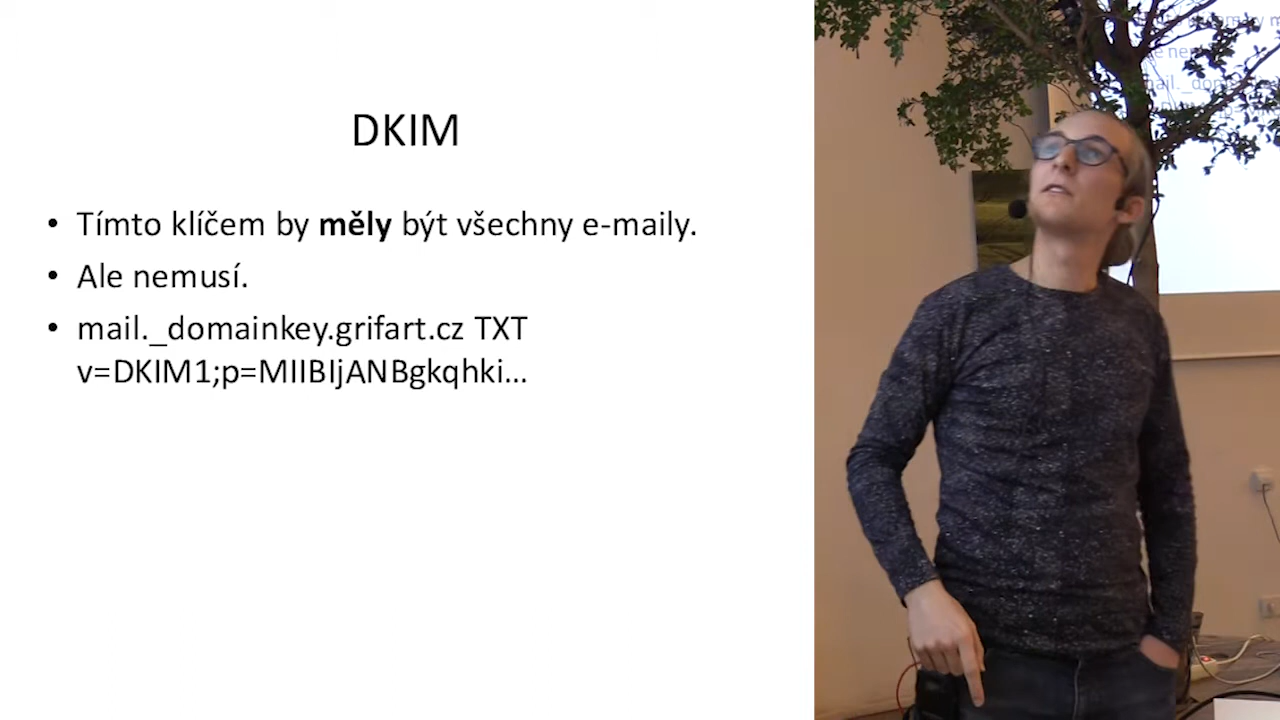 DKIM
• Tímto klíčem by měly být všechny e-maily.
• Ale nemusí.
• mail._domainkey.grifart.cz TXT
v=DKIM1;p=MIIBIjANBgkqhki...